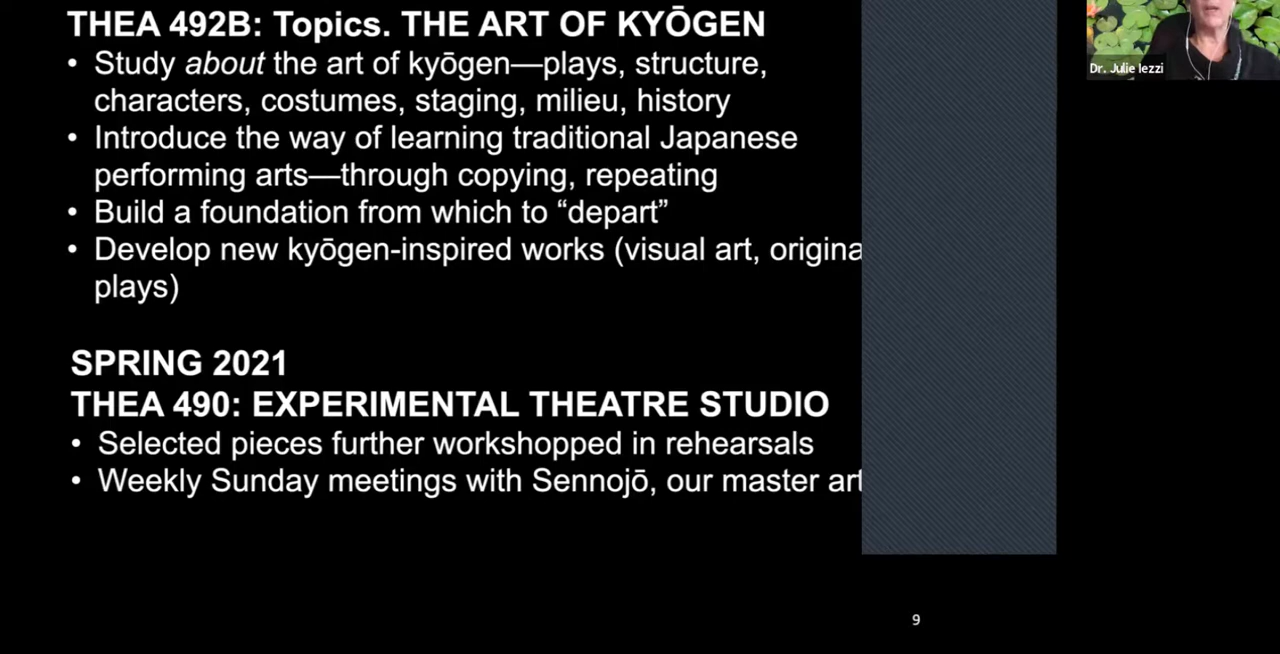 THEA 492B: Topics. THE ART OF KYŌGEN
• Study about the art of kyōgen—plays, structure,
characters, costumes, staging, milieu, history
• Introduce the way of learning traditional Japanese
performing arts—through copying, repeating
• Build a foundation from which to “depart”
• Develop new kyōgen-inspired works (visual art, origina
plays)
SPRING 2021
THEA 490: EXPERIMENTAL THEATRE STUDIO
• Selected pieces further workshopped in rehearsals
• Weekly Sunday meetings with Sennojō, our master art
9
Dr. Julie Iezzi